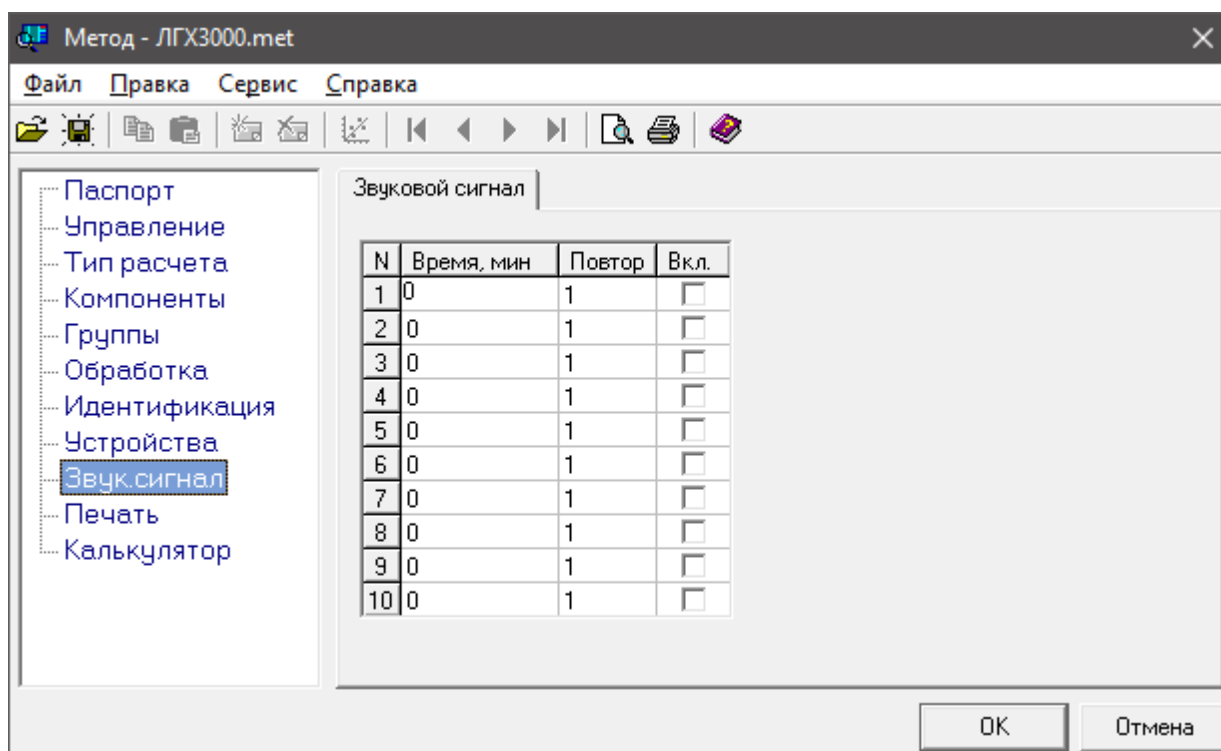 Метод - ЛГХ3000.met
Файл Правка Сервис Справка
Паспорт
Управление
Тип расчета
Компоненты
Группы
Обработка
Идентификация
Устройства
Звук.сигнал
Печать
Калькулятор
Звуковой сигнал
N Время, мин Повтор Вкл.
1 0 1
2 0 1
3 0 1
4 0 1
5 0 1
6 0 1
7 0 1
8 0 1
9 0 1
10 0 1
OK Отмена